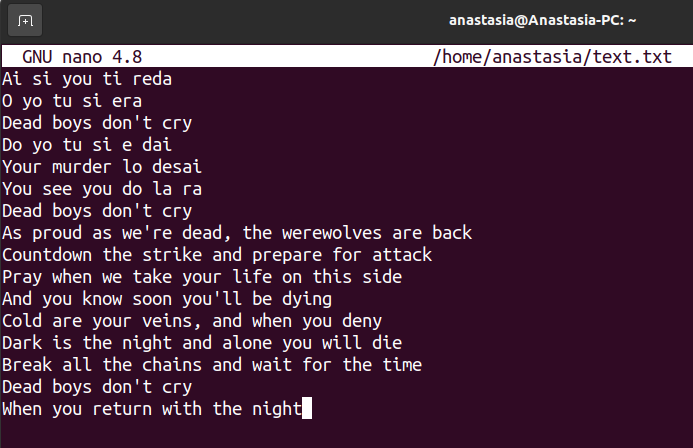 anastasia@Anastasia-PC: ~
GNU nano 4.8 /home/anastasia/text.txt
Ai si you ti reda
O yo tu si era
Dead boys don't cry
Do yo tu si e dai
Your murder lo desai
You see you do la ra
Dead boys don't cry
As proud as we're dead, the werewolves are back
Countdown the strike and prepare for attack
Pray when we take your life on this side
And you know soon you'll be dying
Cold are your veins, and when you deny
Dark is the night and alone you will die
Break all the chains and wait for the time
Dead boys don't cry
When you return with the night